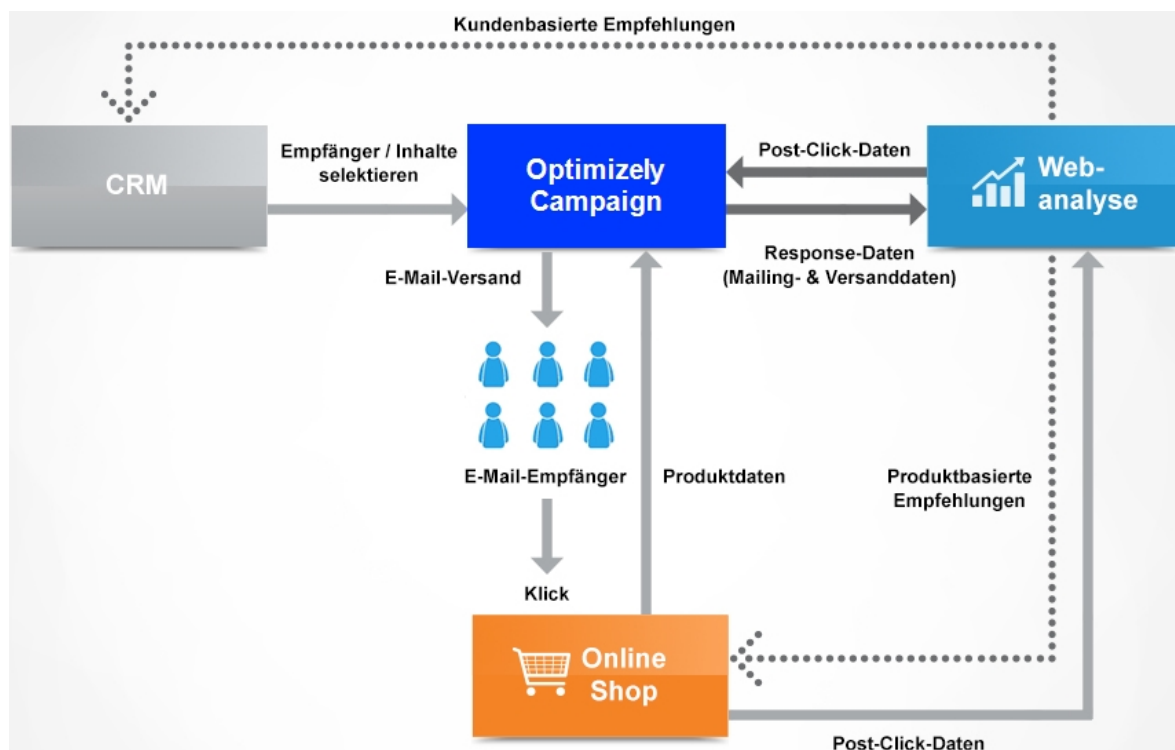 Kundenbasierte Empfehlungen
CRM
Empfänger / Inhalte
selektieren
Optimizely
Campaign
Post-Click-Daten
Web-
analyse
Response-Daten
(Mailing- & Versanddaten)
E-Mail-Versand
E-Mail-Empfänger
Produktdaten
Produktbasierte
Empfehlungen
Klick
Online
Shop
Post-Click-Daten